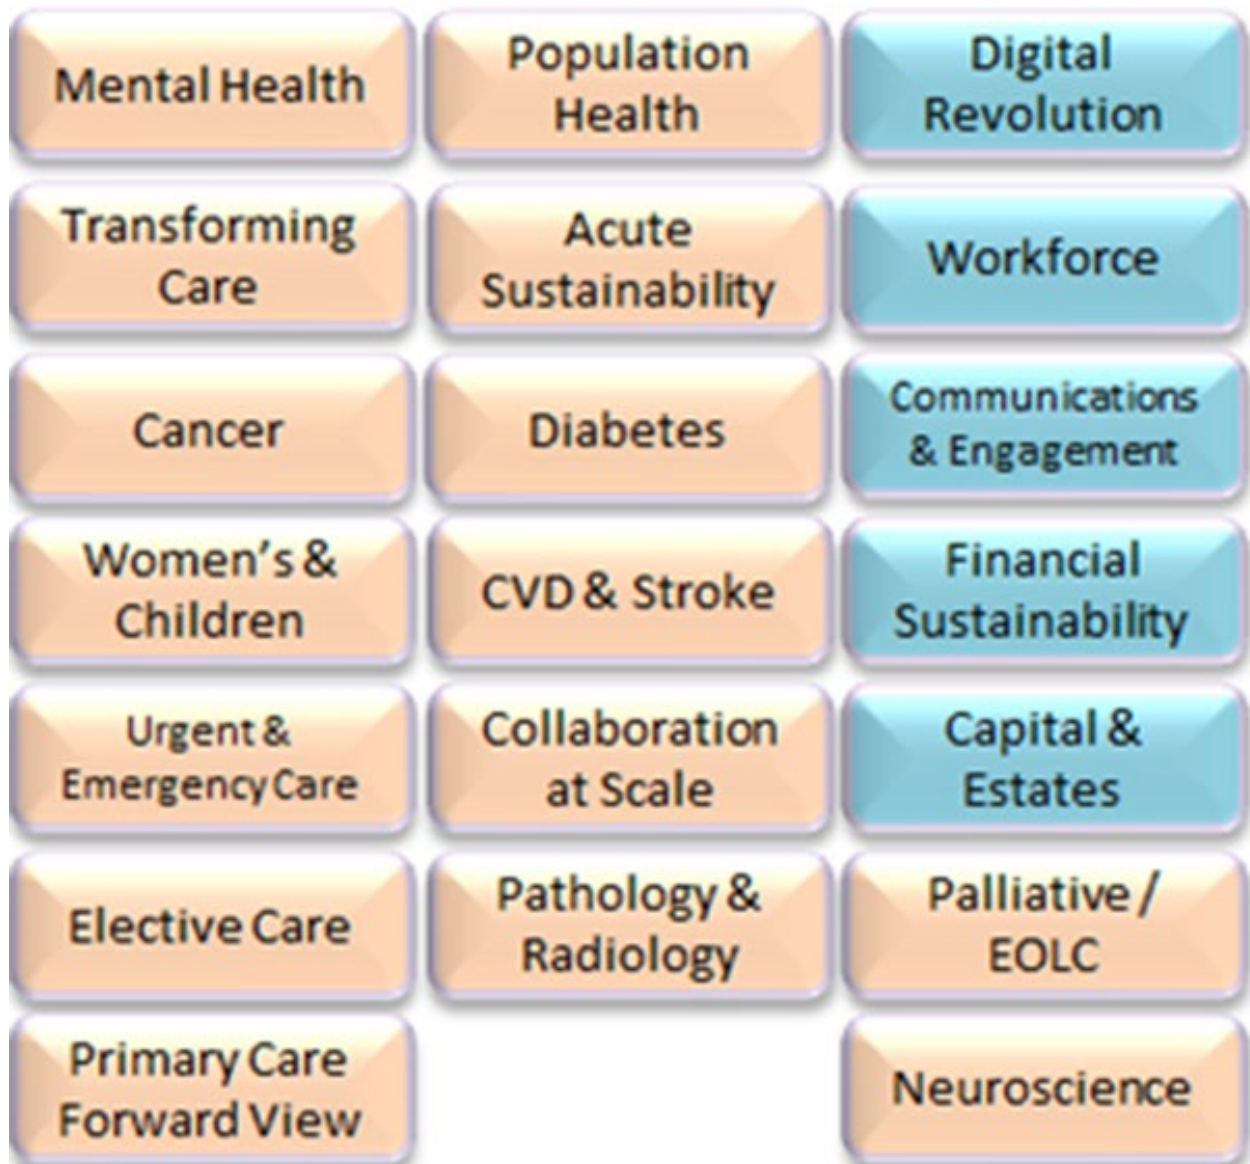 Mental Health
Population
Health
Digital
Revolution
Transforming
Care
Acute
Sustainability
Workforce
Cancer
Diabetes
Communications
& Engagement
Women's &
Children
CVD & Stroke
Financial
Sustainability
Urgent &
Emergency Care
Collaboration
at Scale
Capital &
Estates
Elective Care
Pathology &
Radiology
Palliative /
EOLC
Primary Care
Forward View
Neuroscience